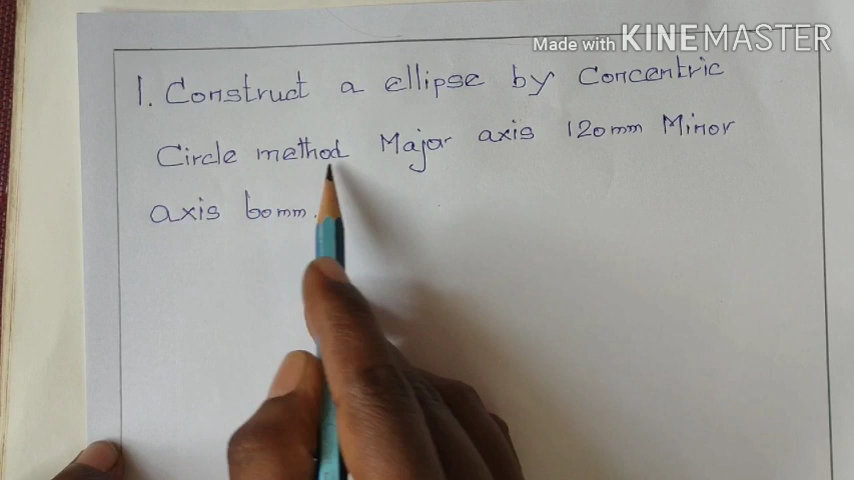 Made with KINEMASTER
1. Construct a ellipse by Concentric
Circle method Major axis 120mm Minor
axis 60mm.